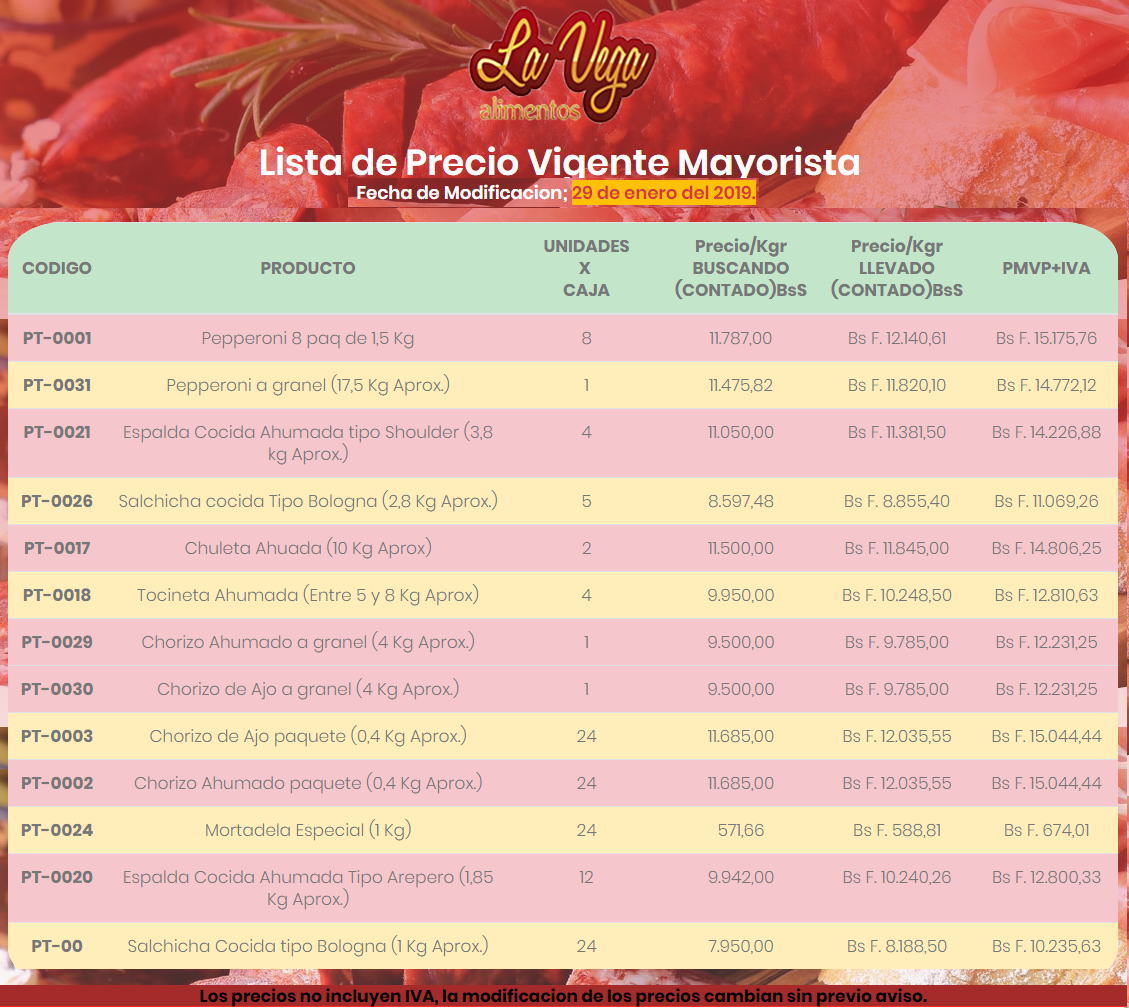 La Vega
alimentos
Lista de Precio Vigente Mayorista
Fecha de Modificacion; 29 de enero del 2019.
CODIGO PRODUCTO UNIDADES X CAJA Precio/Kgr BUSCANDO (CONTADO)BsS Precio/Kgr LLEVADO (CONTADO)BsS PMVP+IVA
PT-0001 Pepperoni 8 paq de 1,5 Kg 8 11.787,00 Bs F. 12.140,61 Bs F. 15.175,76
PT-0031 Pepperoni a granel (17,5 Kg Aprox.) 1 11.475,82 Bs F. 11.820,10 Bs F. 14.772,12
PT-0021 Espalda Cocida Ahumada tipo Shoulder (3,8 kg Aprox.) 4 11.050,00 Bs F. 11.381,50 Bs F. 14.226,88
PT-0026 Salchicha cocida Tipo Bologna (2,8 Kg Aprox.) 5 8.597,48 Bs F. 8.855,40 Bs F. 11.069,26
PT-0017 Chuleta Ahuada (10 Kg Aprox) 2 11.500,00 Bs F. 11.845,00 Bs F. 14.806,25
PT-0018 Tocineta Ahumada (Entre 5 y 8 Kg Aprox) 4 9.950,00 Bs F. 10.248,50 Bs F. 12.810,63
PT-0029 Chorizo Ahumado a granel (4 Kg Aprox.) 1 9.500,00 Bs F. 9.785,00 Bs F. 12.231,25
PT-0030 Chorizo de Ajo a granel (4 Kg Aprox.) 1 9.500,00 Bs F. 9.785,00 Bs F. 12.231,25
PT-0003 Chorizo de Ajo paquete (0,4 Kg Aprox.) 24 11.685,00 Bs F. 12.035,55 Bs F. 15.044,44
PT-0002 Chorizo Ahumado paquete (0,4 Kg Aprox.) 24 11.685,00 Bs F. 12.035,55 Bs F. 15.044,44
PT-0024 Mortadela Especial (1 Kg) 24 571,66 Bs F. 588,81 Bs F. 674,01
PT-0020 Espalda Cocida Ahumada Tipo Arepero (1,85 Kg Aprox.) 12 9.942,00 Bs F. 10.240,26 Bs F. 12.800,33
PT-00 Salchicha Cocida tipo Bologna (1 Kg Aprox.) 24 7.950,00 Bs F. 8.188,50 Bs F. 10.235,63
Los precios no incluyen IVA, la modificacion de los precios cambian sin previo aviso.